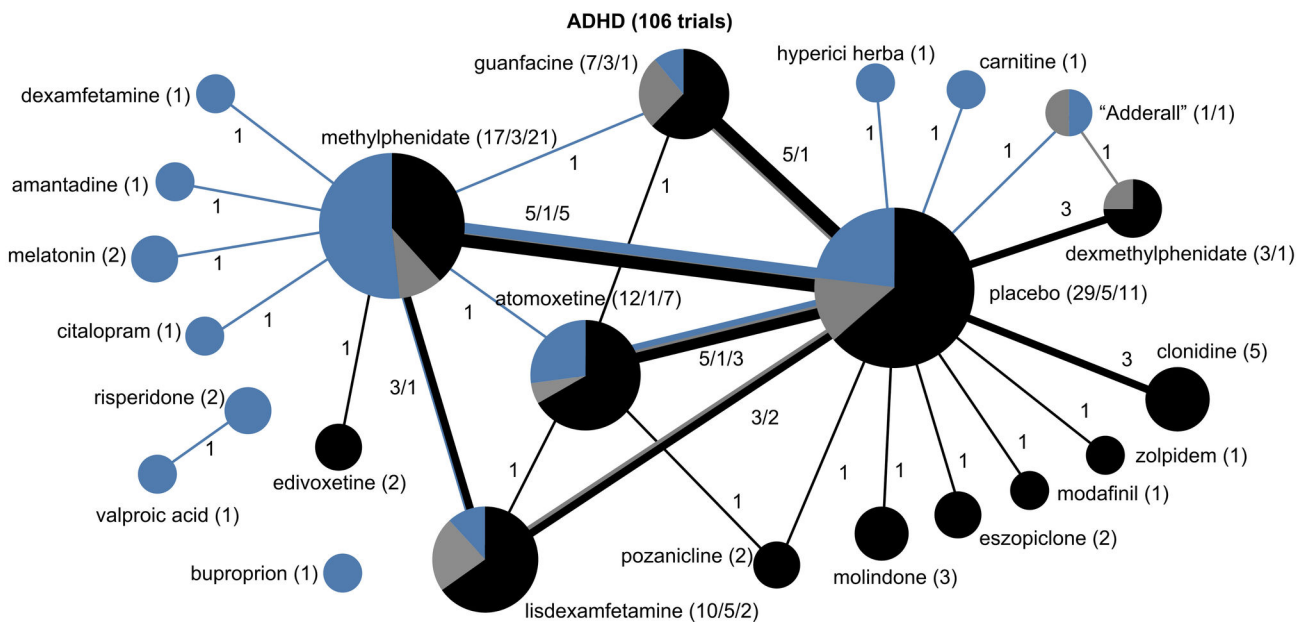 ADHD (106 trials)
guanfacine (7/3/1)
hyperici herba (1)
carnitine (1)
dexamfetamine (1)
"Adderall" (1/1)
1
methylphenidate (17/3/21)
5/1
1
1
1
1
1
1
amantadine (1)
1
5/1/5
3
dexmethylphenidate (3/1)
melatonin (2)
1
atomoxetine (12/1/7)
placebo (29/5/11)
1
citalopram (1)
1
1
5/1/3
3
clonidine (5)
3/1
3/2
risperidone (2)
1
1
zolpidem (1)
edivoxetine (2)
1
1
1
1
1
modafinil (1)
valproic acid (1)
1
eszopiclone (2)
buproprion (1)
pozanicline (2)
molindone (3)
lisdexamfetamine (10/5/2)